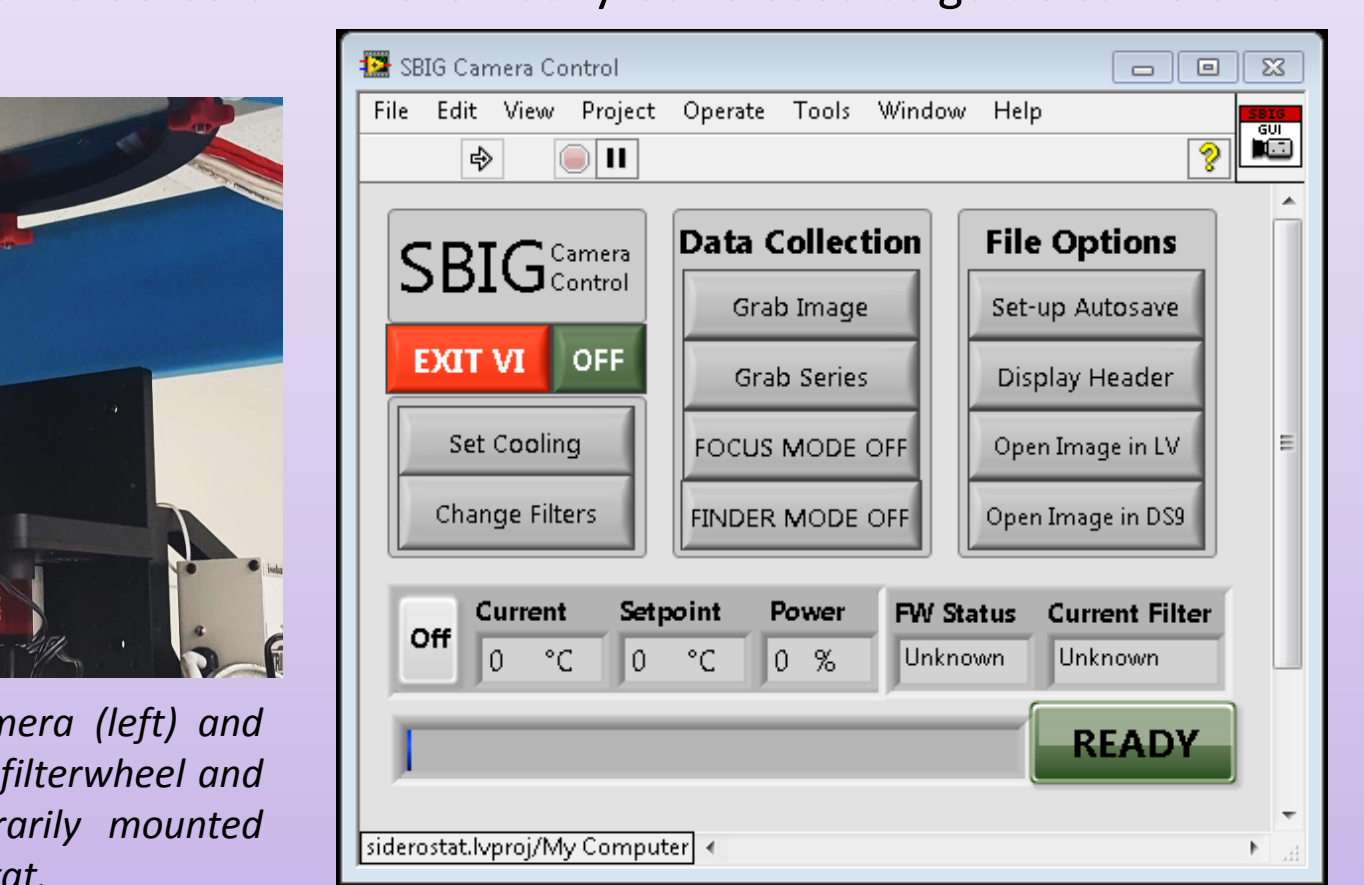 SBIG Camera Control
File Edit View Project Operate Tools Window Help
SBIG
GUI
SBIG Camera
Control
EXIT VI OFF
Set Cooling
Change Filters
Data Collection
Grab Image
Grab Series
FOCUS MODE OFF
FINDER MODE OFF
File Options
Set-up Autosave
Display Header
Open Image in LV
Open Image in DS9
Off
Current Setpoint Power
0 °C 0 °C 0 %
FW Status Current Filter
Unknown Unknown
READY
siderostat.lvproj/My Computer
(left) and
filterwheel and
mounted